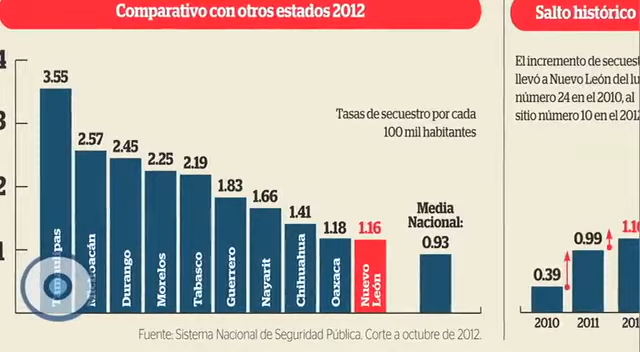 Comparativo con otros estados 2012
4
3
2
1
Tasas de secuestro por cada
100 mil habitantes
3.55
2.57
2.45
2.25
2.19
1.83
1.66
1.41
1.18
1.16
Media
Nacional:
0.93
Durango
Morelos
Tabasco
Guerrero
Nayarit
Chihuahua
Oaxaca
Nuevo
León
Fuente: Sistema Nacional de Seguridad Pública. Corte a octubre de 2012.
Salto histórico
El incremento de secuest
llevó a Nuevo León del lu
número 24 en el 2010, al
sitio número 10 en el 2012
0.39
0.99
1.16
2010
2011
201